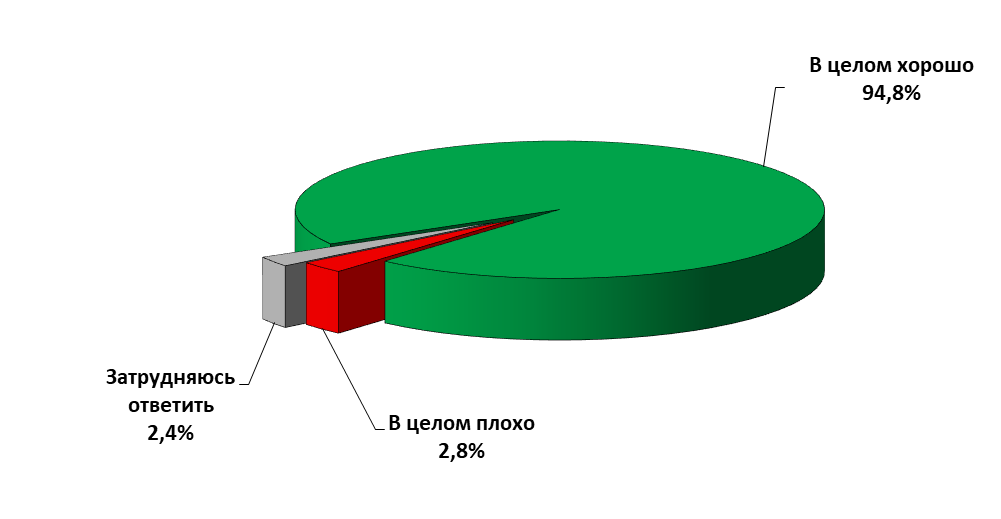 В целом хорошо
94,8%
Затрудняюсь
ответить
2,4%
В целом плохо
2,8%